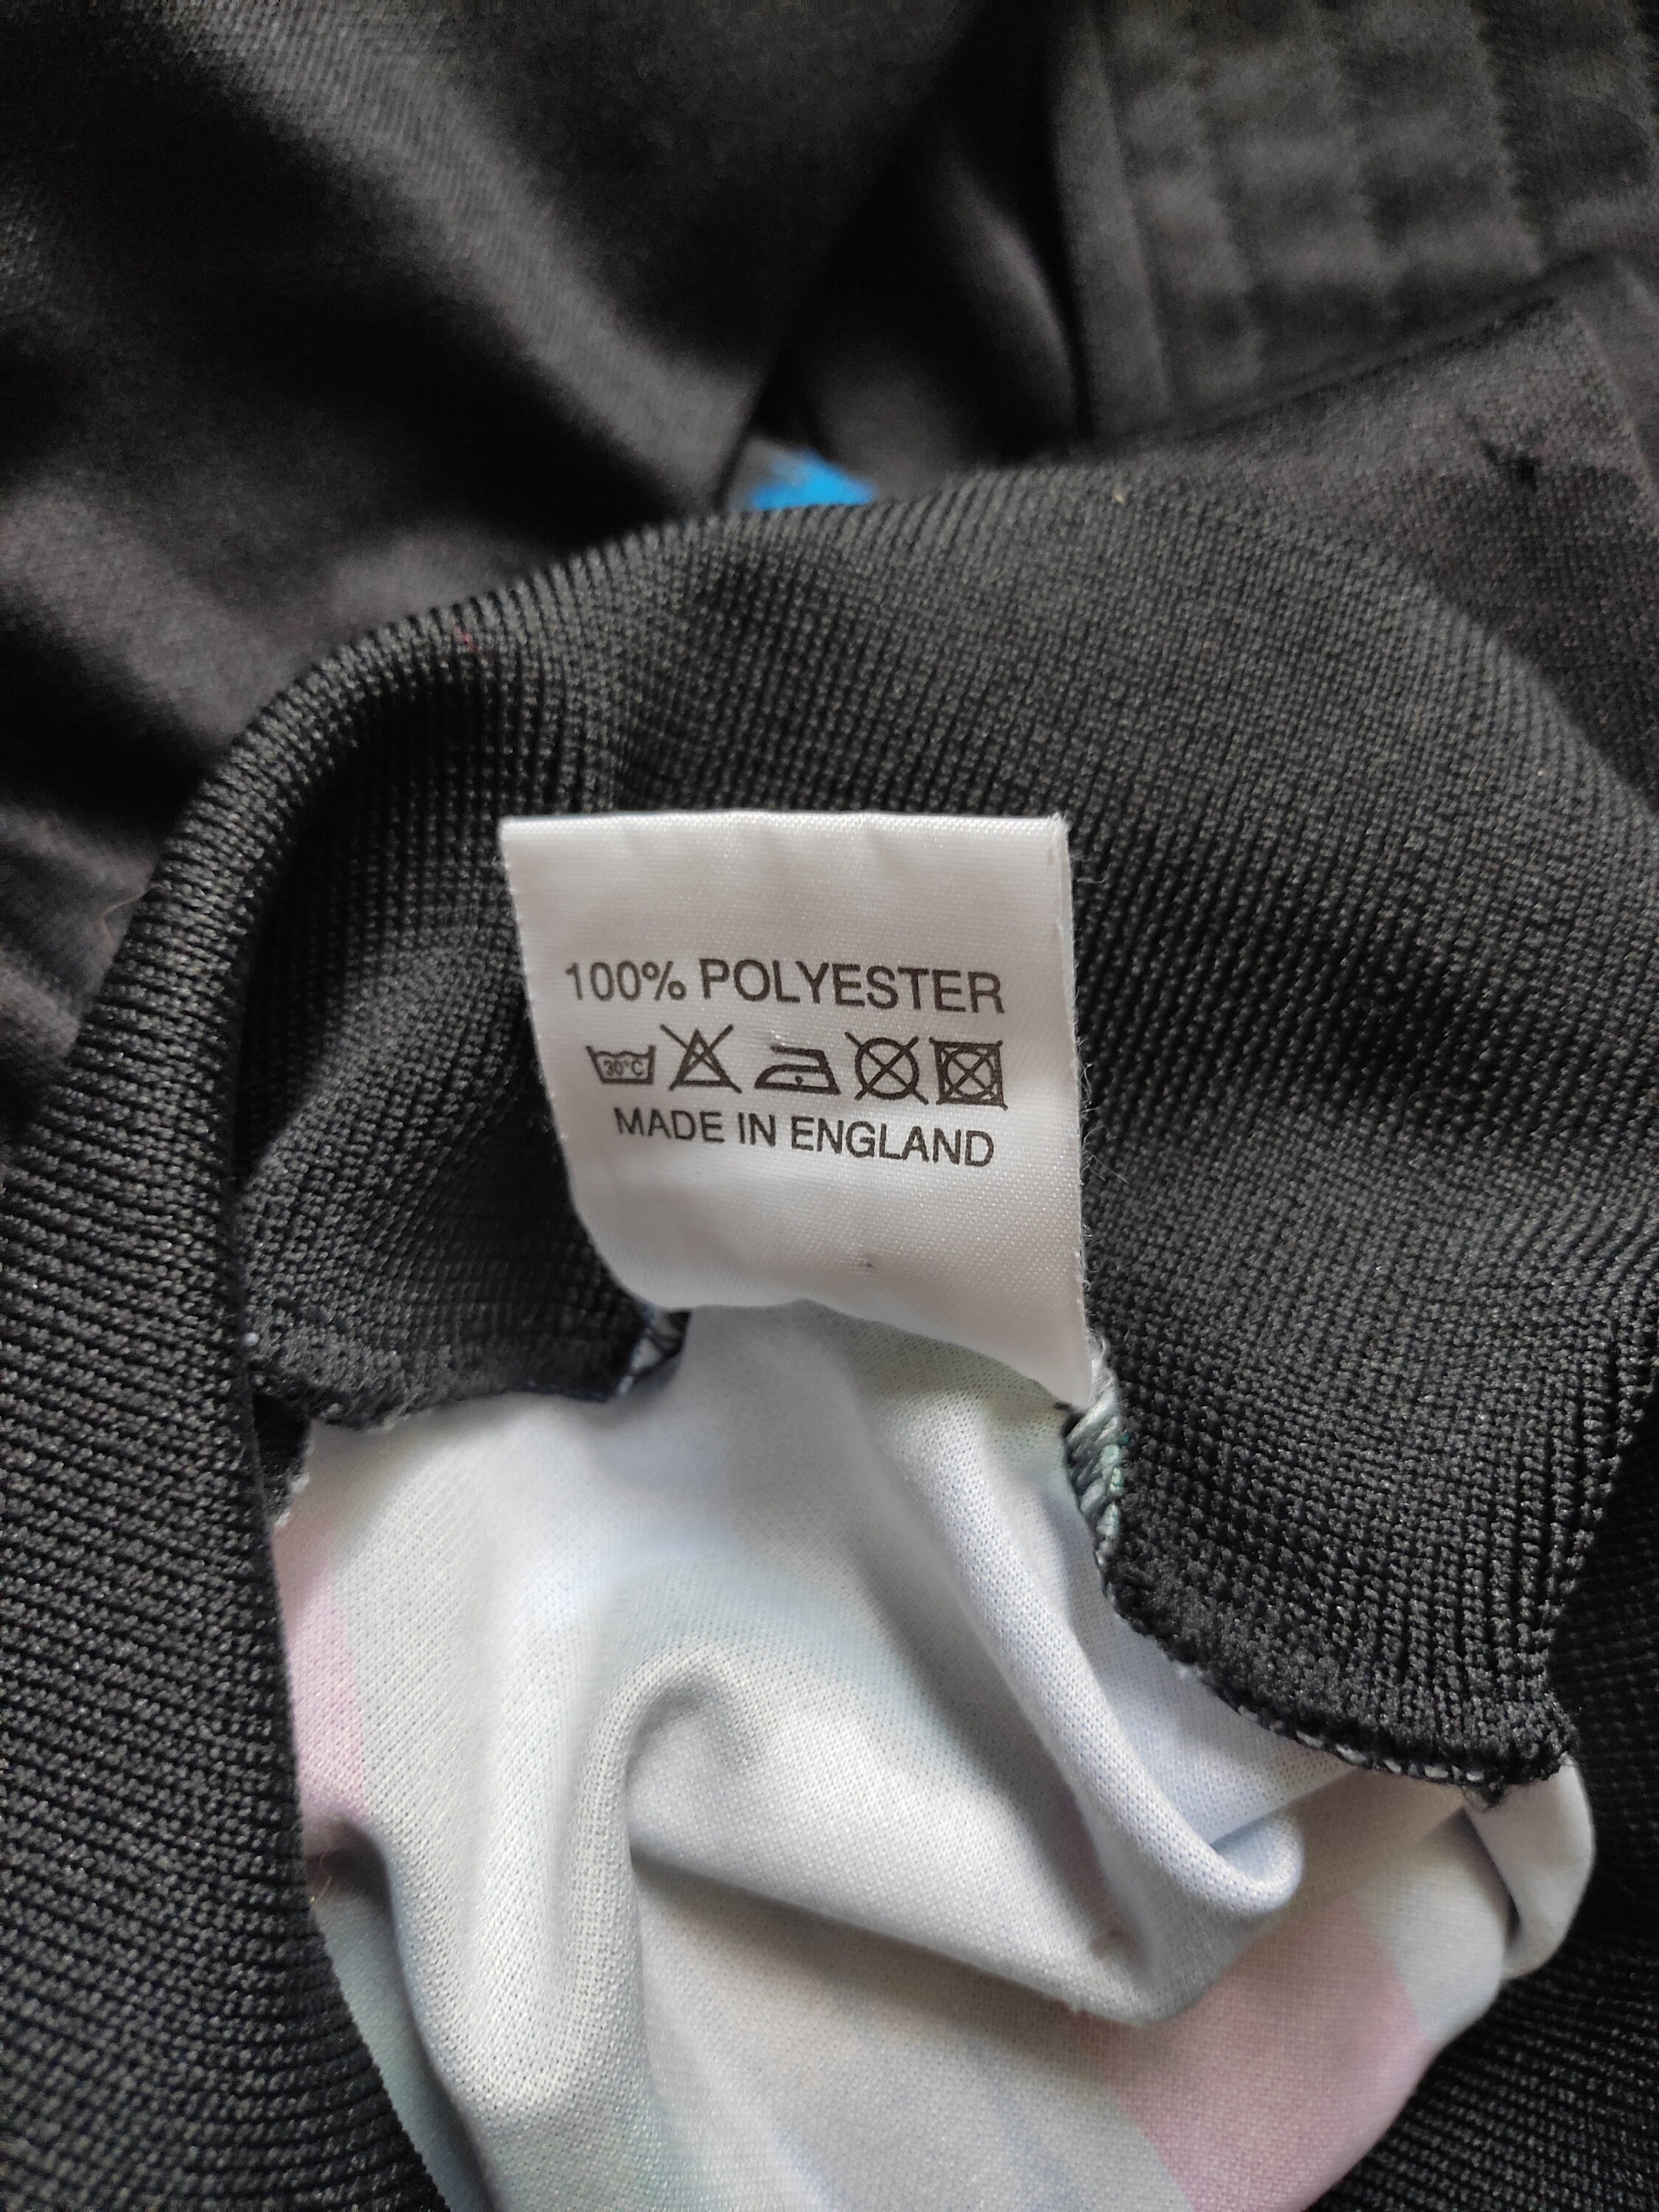 100% POLYESTER
30°C
MADE IN ENGLAND